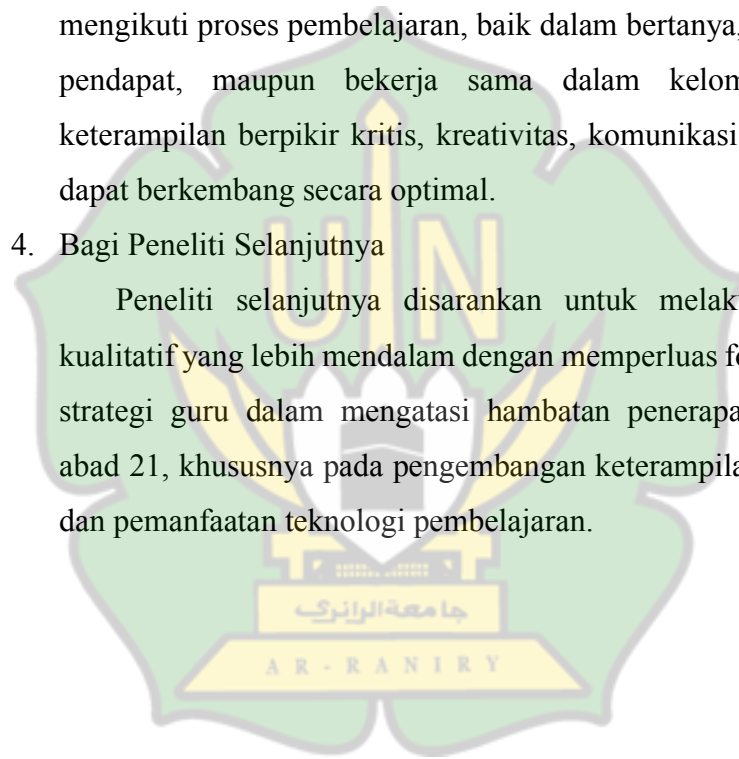 mengikuti proses pembelajaran, baik dalam bertanya,
pendapat, maupun bekerja sama dalam kelom
keterampilan berpikir kritis, kreativitas, komunikasi
dapat berkembang secara optimal.
4. Bagi Peneliti Selanjutnya
Peneliti selanjutnya disarankan untuk melak
kualitatif yang lebih mendalam dengan memperluas fo
strategi guru dalam mengatasi hambatan penerapa
abad 21, khususnya pada pengembangan keterampila
dan pemanfaatan teknologi pembelajaran.
UIN
جامعة الرانري
AR-RANIRY